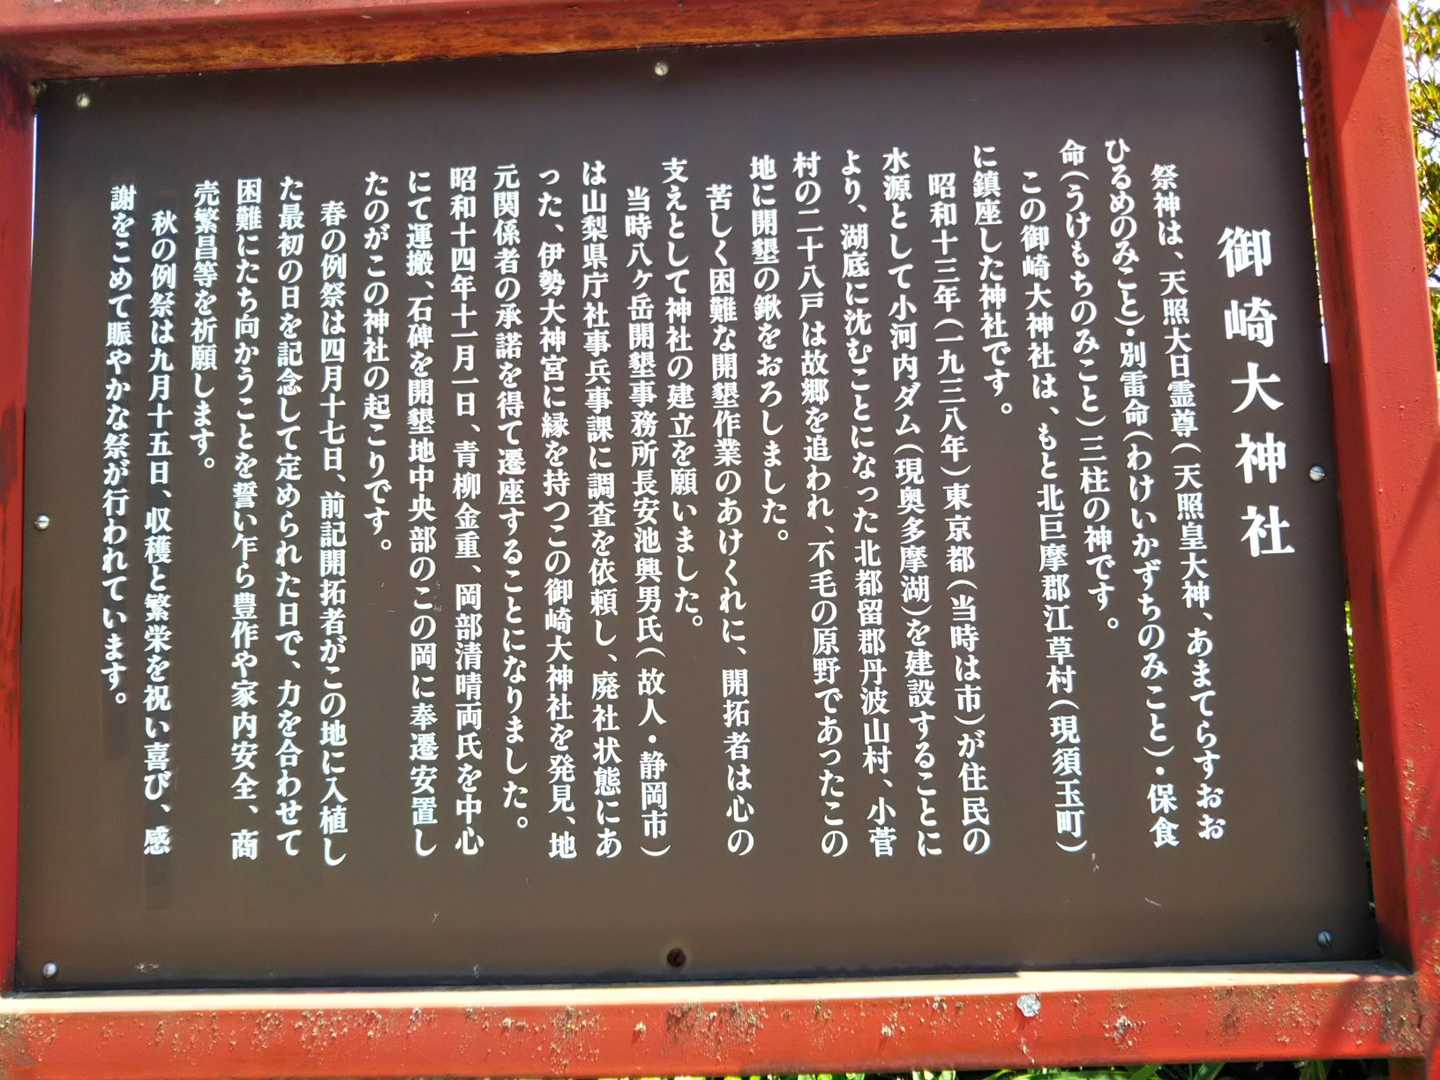 御崎大神社
祭神は、天照大日霊尊(天照皇大神、あまてらすおお
ひるめのみこと)・別雷命(わけいかずちのみこと)・保食
命(うけもちのみこと)三柱の神です。
この御崎大神社は、もと北巨摩郡江草村(現須玉町)
に鎮座した神社です。
昭和十三年(一九三八年)東京都(当時は市)が住民の
水源として小河内ダム(現奥多摩湖)を建設することに
より、湖底に沈むことになった北都留郡丹波山村、小菅
村の二十八戸は故郷を追われ、不毛の原野であったこの
地に開墾の鍬をおろしました。
苦しく困難な開墾作業のあけくれに、開拓者は心の
支えとして神社の建立を願いました。
当時八ヶ岳開墾事務所長安池興男氏(故人・静岡市)
は山梨県庁社寺兵事課に調査を依頼し、廃社状態にあ
った、伊勢大神宮に縁を持つこの御崎大神社を発見、地
元関係者の承諾を得て遷座することになりました。
昭和十四年十一月一日、青柳金重、岡部清晴両氏を中心
にて運搬、石碑を開墾地中央部のこの岡に奉遷安置し
たのがこの神社の起こりです。
春の例祭は四月十七日、前記開拓者がこの地に入植し
た最初の日を記念して定められた日で、力を合わせて
困難にたち向かうことを誓い乍ら豊作や家内安全、商
売繁昌等を祈願します。
秋の例祭は九月十五日、収穫と繁栄を祝い喜び、感
謝をこめて賑やかな祭が行われています。